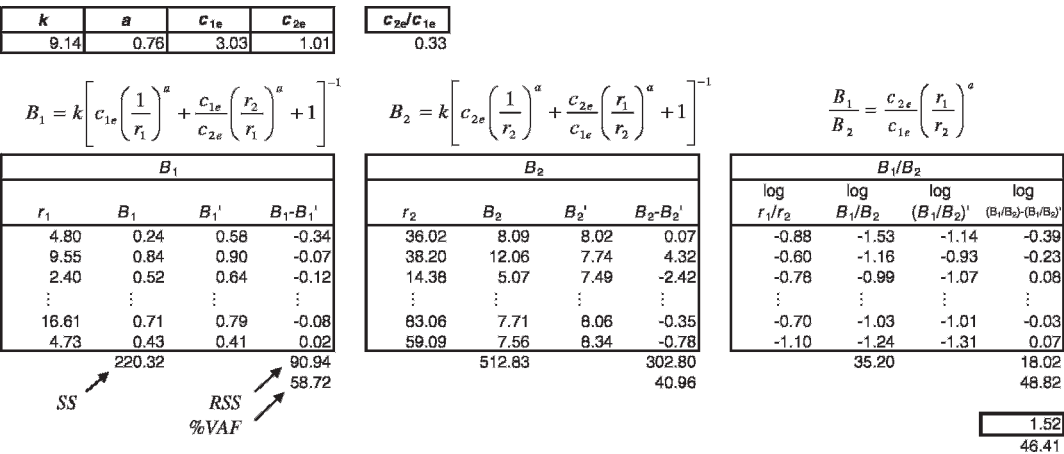 k a c1e c2e c2e/c1e
9.14 0.76 3.03 1.01 0.33
B1 = k[c1e(1/r1)^a + c1e/c2e(r2/r1)^a + 1]^-1 B2 = k[c2e(1/r2)^a + c2e/c1e(r1/r2)^a + 1]^-1 B1/B2 = c2e/c1e(r1/r2)^a
B1 B2 B1/B2
log log log log
r1 B1 B1' B1-B1' r2 B2 B2' B2-B2' r1/r2 B1/B2 (B1/B2)' (B1/B2)-(B1/B2)'
4.80 0.24 0.58 -0.34 36.02 8.09 8.02 0.07 -0.88 -1.53 -1.14 -0.39
9.55 0.84 0.90 -0.07 38.20 12.06 7.74 4.32 -0.60 -1.16 -0.93 -0.23
2.40 0.52 0.64 -0.12 14.38 5.07 7.49 -2.42 -0.78 -0.99 -1.07 0.08
⋮ ⋮ ⋮ ⋮ ⋮ ⋮ ⋮ ⋮ ⋮ ⋮ ⋮ ⋮
16.61 0.71 0.79 -0.08 83.06 7.71 8.06 -0.35 -0.70 -1.03 -1.01 -0.03
4.73 0.43 0.41 0.02 59.09 7.56 8.34 -0.78 -1.10 -1.24 -1.31 0.07
220.32 90.94 512.83 302.80 35.20 18.02
58.72 40.96 48.82
SS RSS
%VAF 1.52
46.41